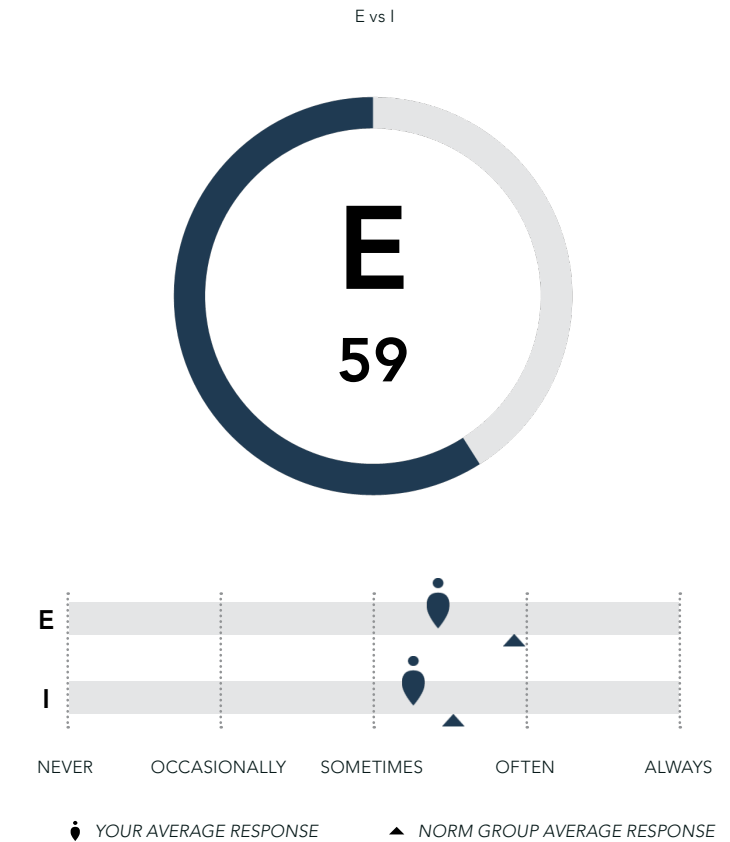 E vs I
E
59
E
I
NEVER OCCASIONALLY SOMETIMES OFTEN ALWAYS
YOUR AVERAGE RESPONSE NORM GROUP AVERAGE RESPONSE